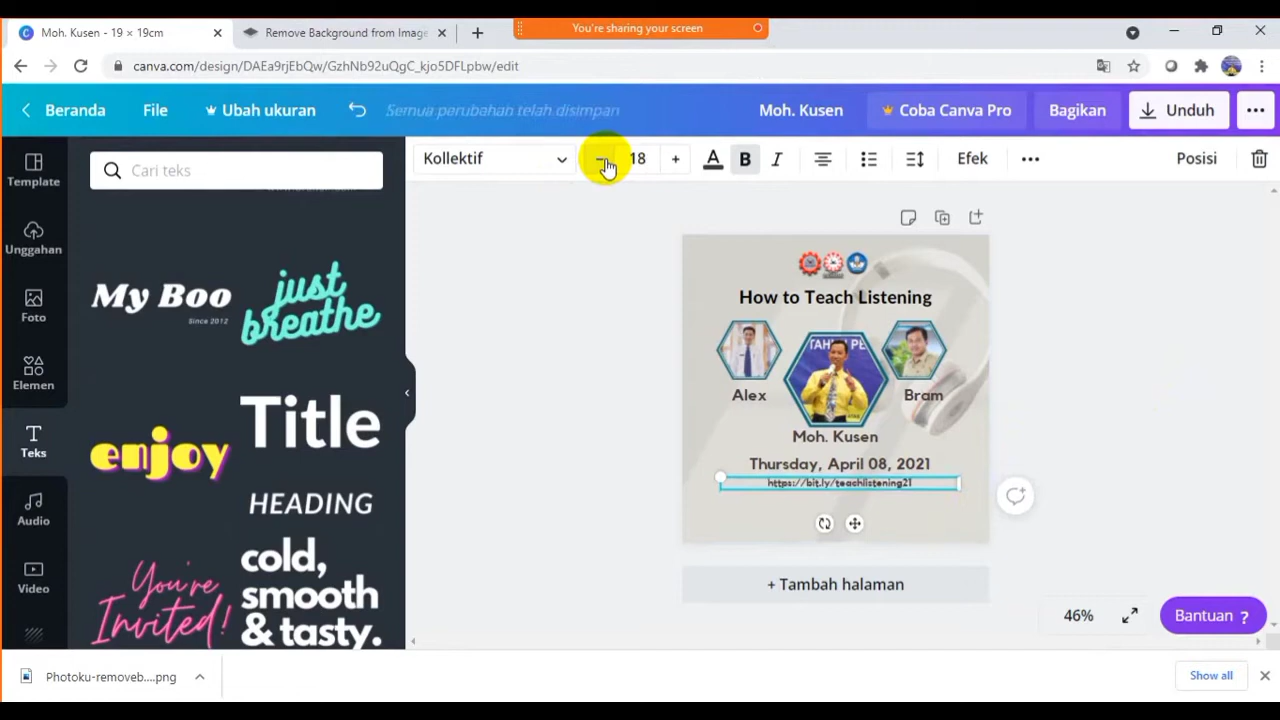 Moh. Kusen - 19 × 19cm
Remove Background from Image
You're sharing your screen
canva.com/design/DAEa9rjEbQw/GzhNb92uQgC_kjo5DFLpbw/edit
Beranda
File
Ubah ukuran
Semua perubahan telah disimpan
Moh. Kusen
Coba Canva Pro
Bagikan
Unduh
Template
Unggahan
Foto
Elemen
Teks
Audio
Video
Cari teks
My Boo
Since 2012
just
breathe
enjoy
Title
HEADING
You're
Invited!
cold,
smooth
& tasty.
Kollektif
18
A
B
I
Efek
Posisi
How to Teach Listening
TAHUN PE
Alex
Bram
Moh. Kusen
Thursday, April 08, 2021
https://bit.ly/teachlistening21
+ Tambah halaman
46%
Bantuan ?
Photoku-removeb....png
Show all